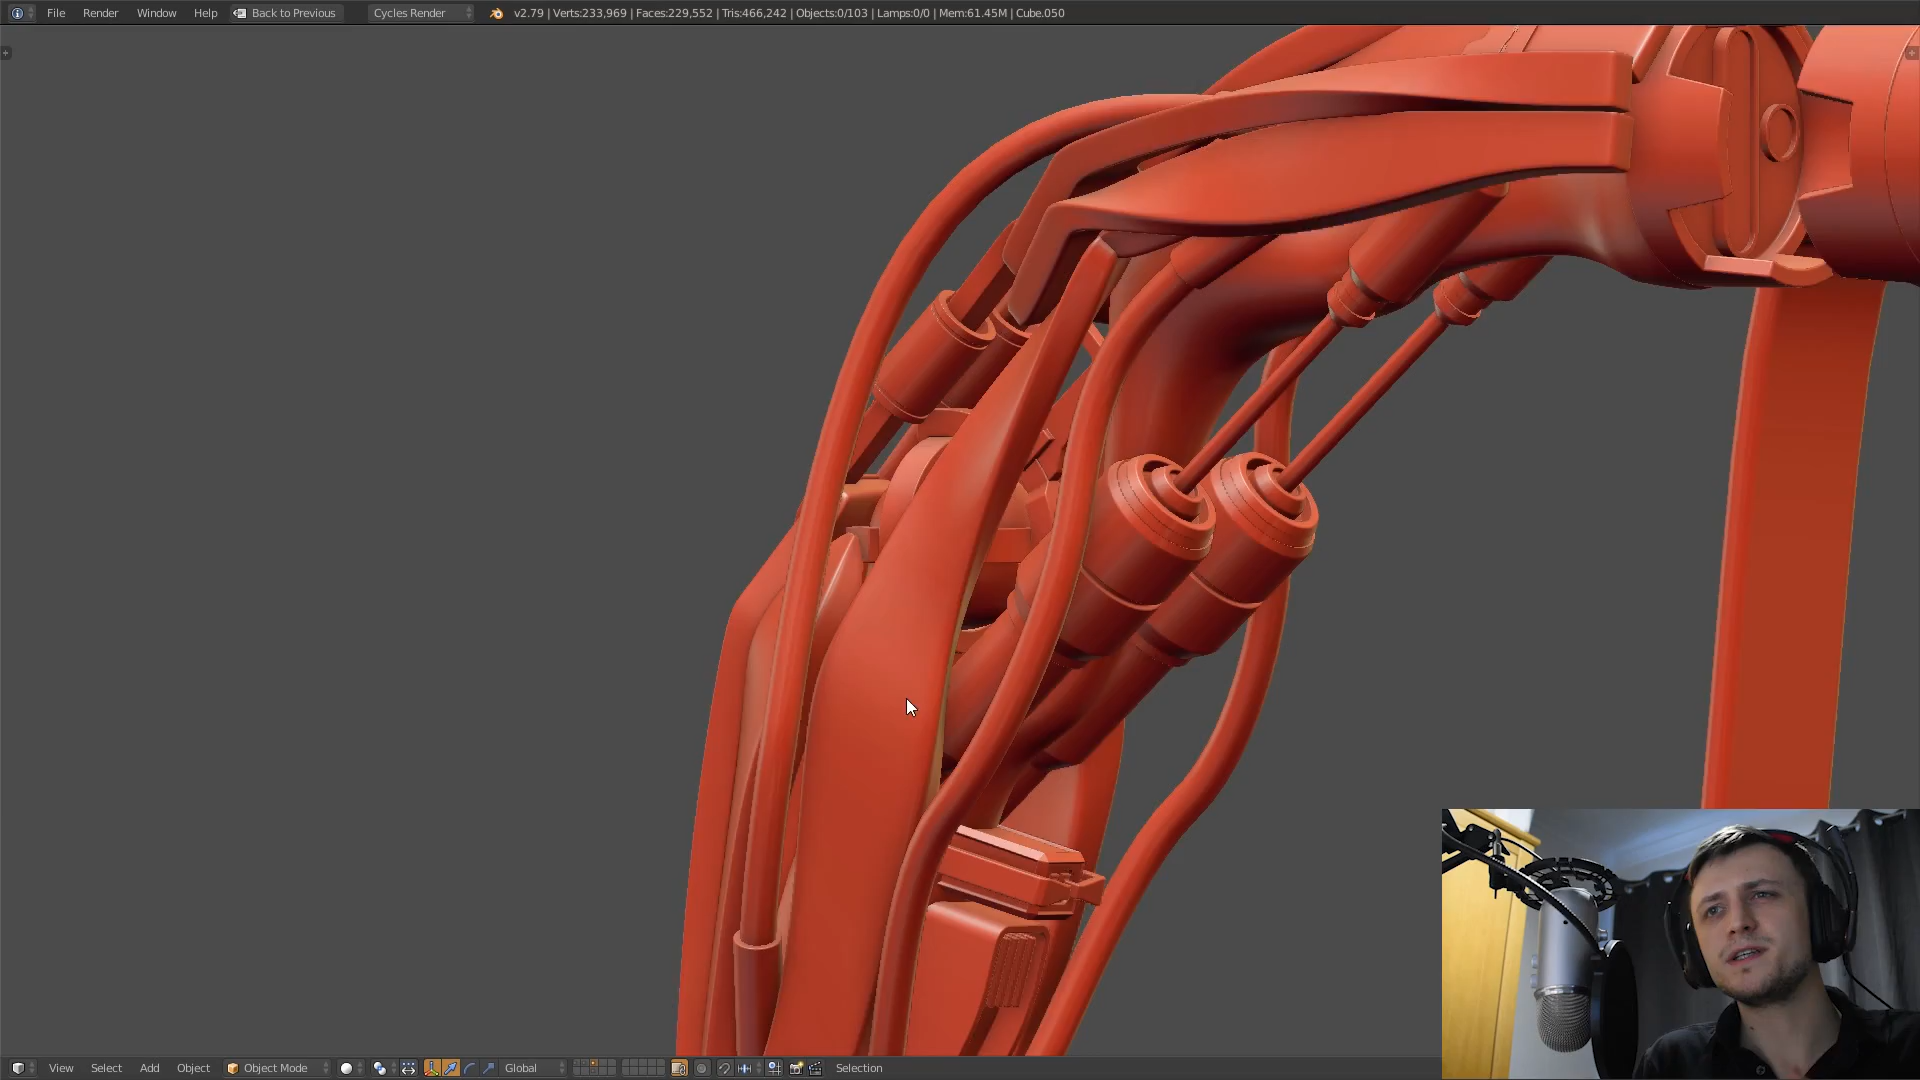 File Render Window Help Back to Previous Cycles Render v2.79 | Verts:233,969 | Faces:229,552 | Tris:466,242 | Objects:0/103 | Lamps:0/0 | Mem:61.45M | Cube.050
View Select Add Object Object Mode Global Selection